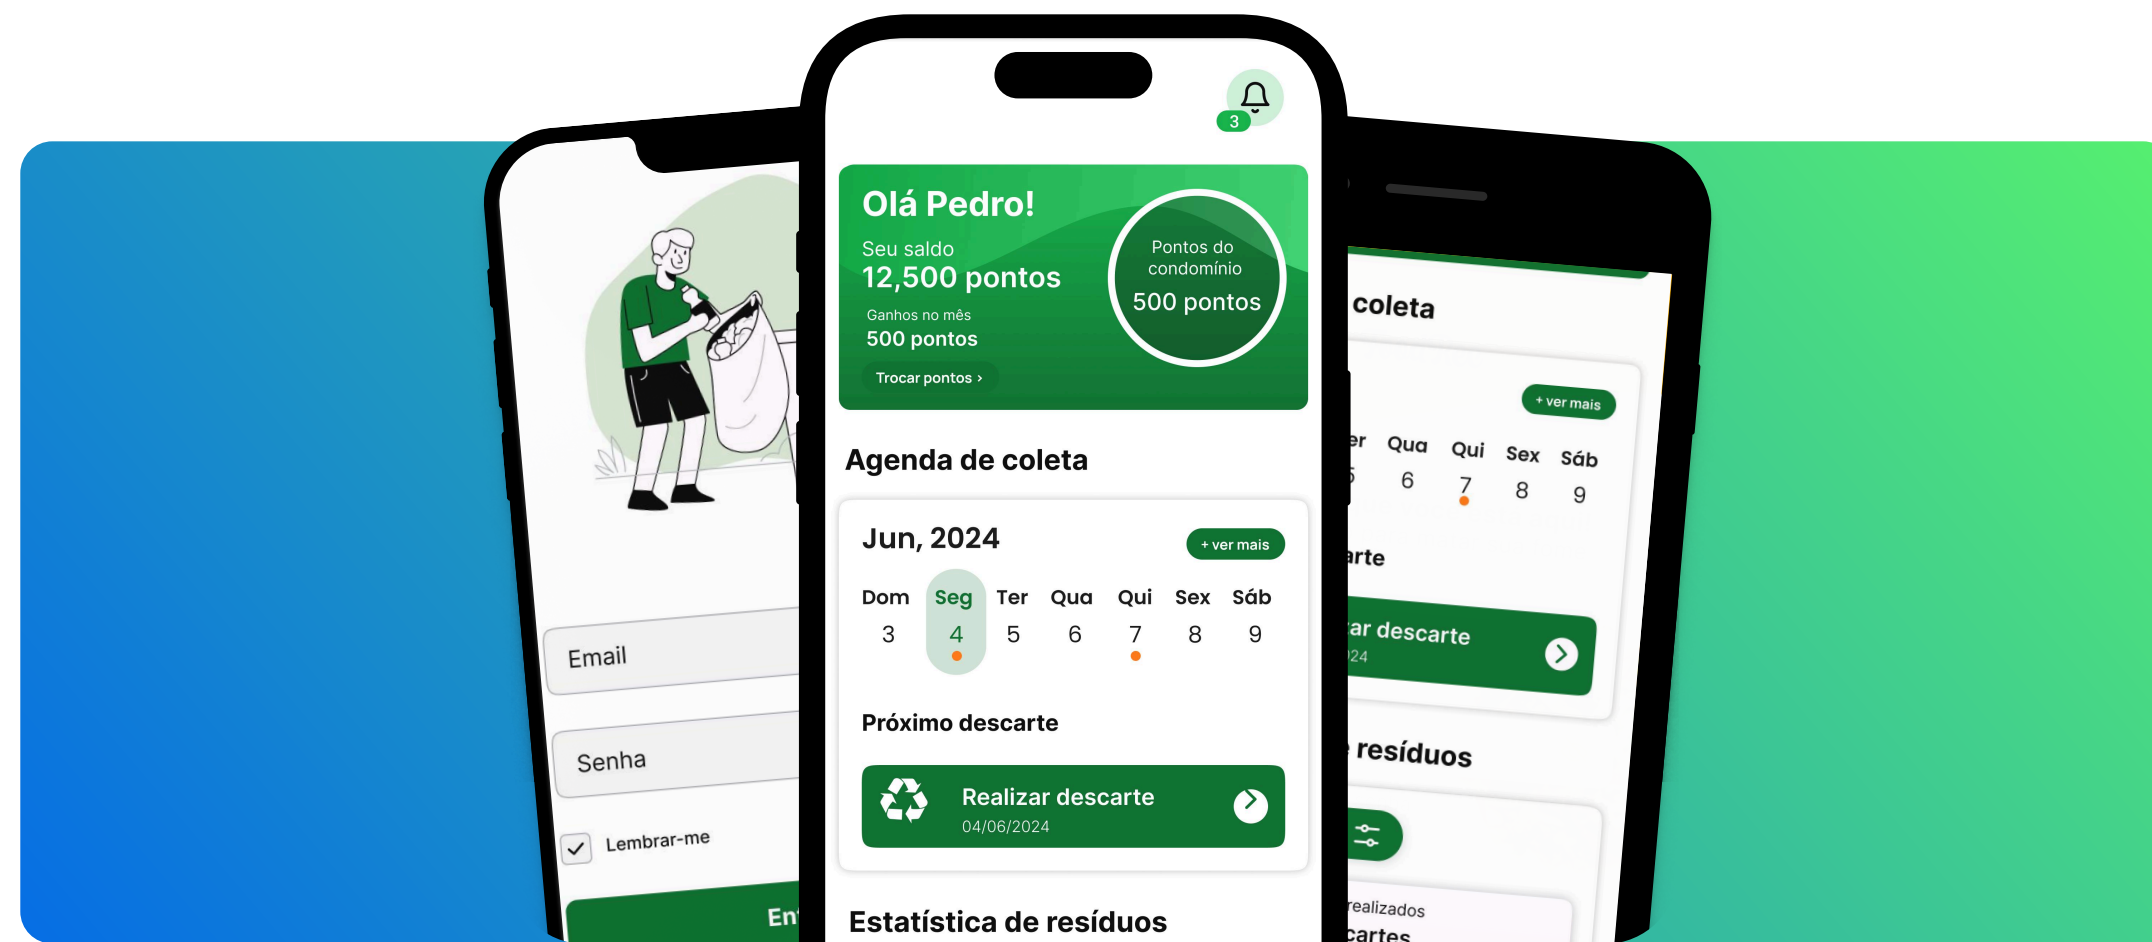 Email
Senha
Lembrar-me
3
Olá Pedro!
Seu saldo
12,500 pontos
Ganhos no mês
500 pontos
Trocar pontos ›
Pontos do
condomínio
500 pontos
Agenda de coleta
Jun, 2024
+ ver mais
Dom Seg Ter Qua Qui Sex Sáb
3 4 5 6 7 8 9
Próximo descarte
Realizar descarte
04/06/2024
Estatística de resíduos
coleta
+ ver mais
Qua Qui Sex Sáb
6 7 8 9
descarte
resíduos
realizados